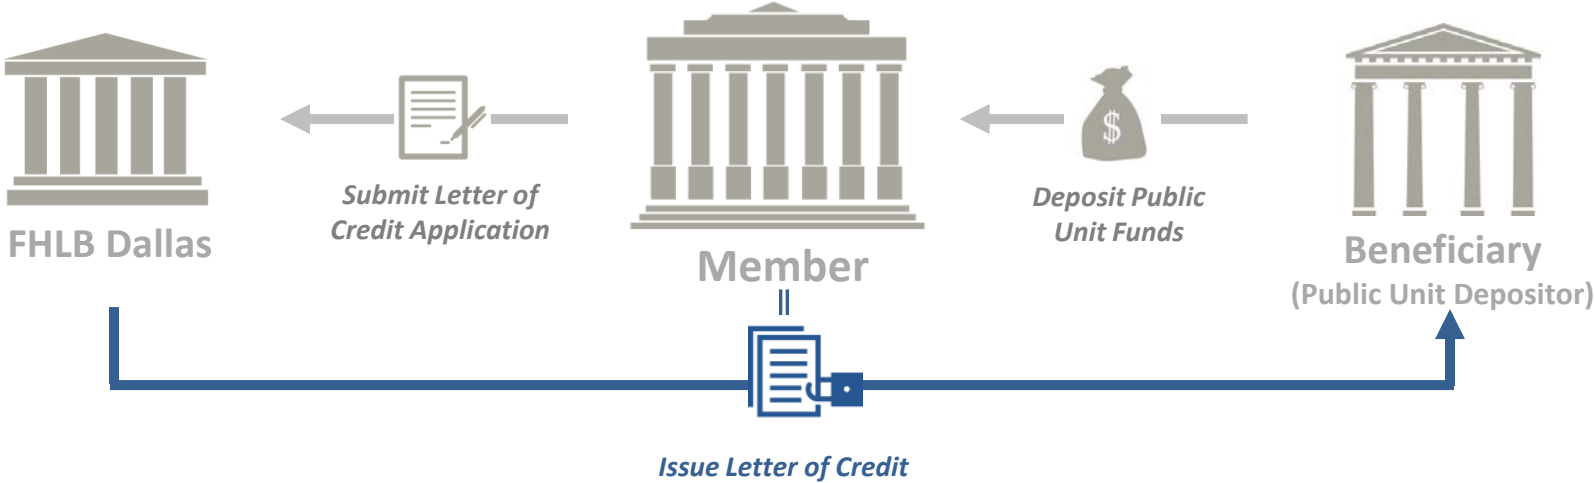 $
Submit Letter of
Credit Application
Deposit Public
Unit Funds
FHLB Dallas
Member
Beneficiary
(Public Unit Depositor)
Issue Letter of Credit